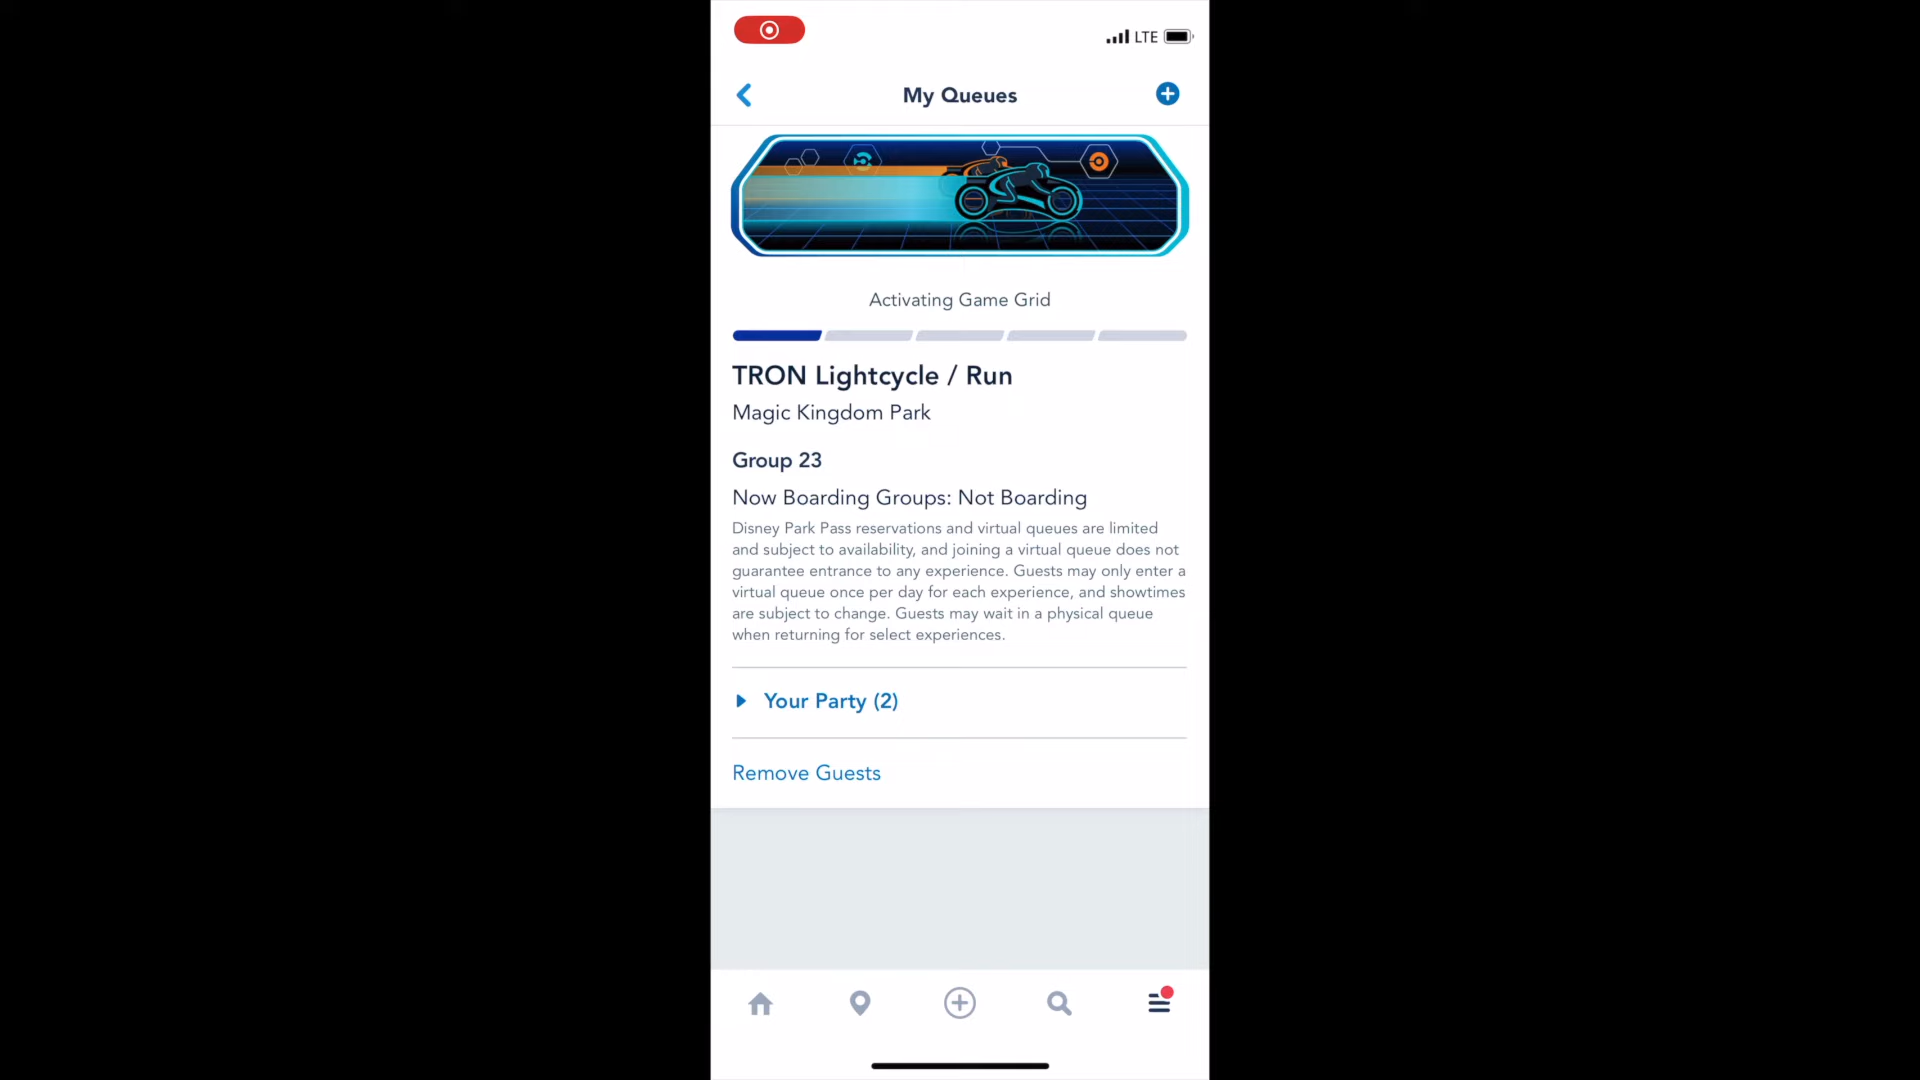 LTE
My Queues
Activating Game Grid
TRON Lightcycle / Run
Magic Kingdom Park
Group 23
Now Boarding Groups: Not Boarding
Disney Park Pass reservations and virtual queues are limited
and subject to availability, and joining a virtual queue does not
guarantee entrance to any experience. Guests may only enter a
virtual queue once per day for each experience, and showtimes
are subject to change. Guests may wait in a physical queue
when returning for select experiences.
Your Party (2)
Remove Guests